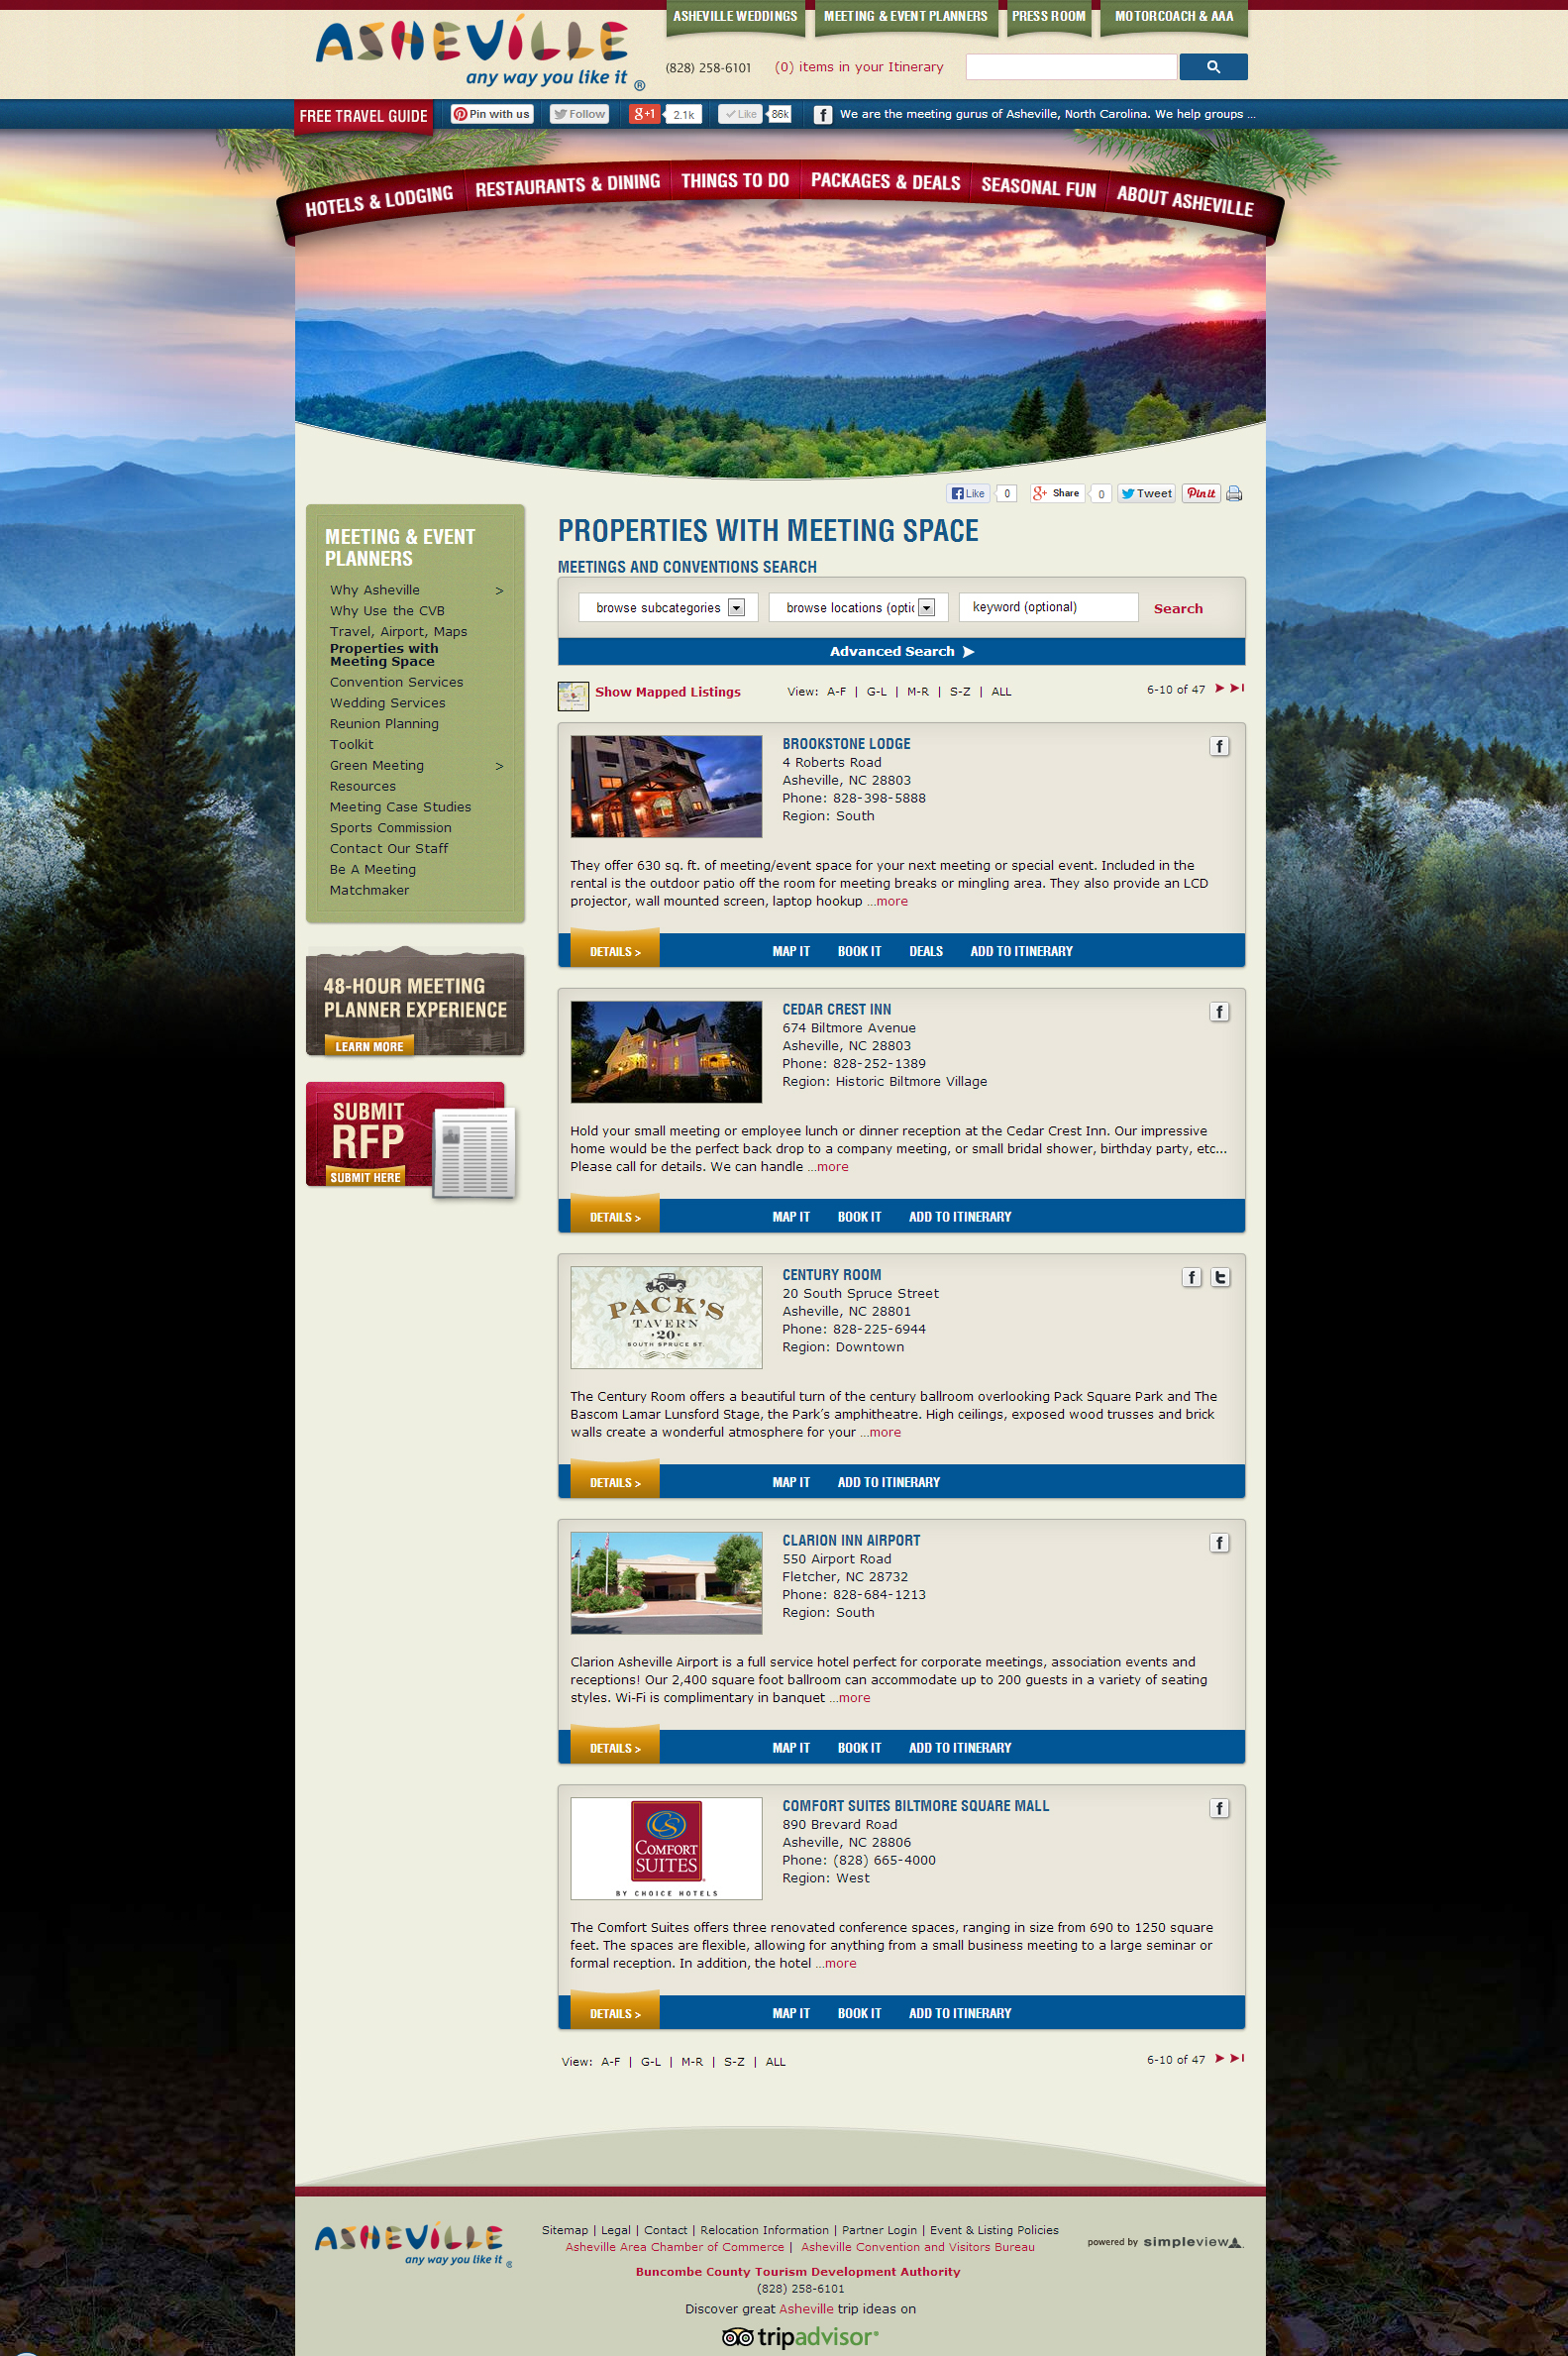 ASHEVILLE WEDDINGS
MEETING & EVENT PLANNERS
PRESS ROOM
MOTORCOACH & AAA
ASHEVILLE
any way you like it ®
(828) 258-6101
(0) items in your Itinerary
FREE TRAVEL GUIDE
Pin with us
Follow
g+1 2.1k
Like 86k
We are the meeting gurus of Asheville, North Carolina. We help groups ...
HOTELS & LODGING
RESTAURANTS & DINING
THINGS TO DO
PACKAGES & DEALS
SEASONAL FUN
ABOUT ASHEVILLE
Like 0
g+ Share 0
Tweet
Pin it
MEETING & EVENT
PLANNERS
Why Asheville >
Why Use the CVB
Travel, Airport, Maps
Properties with
Meeting Space
Convention Services
Wedding Services
Reunion Planning
Toolkit
Green Meeting >
Resources
Meeting Case Studies
Sports Commission
Contact Our Staff
Be A Meeting
Matchmaker
48-HOUR MEETING
PLANNER EXPERIENCE
LEARN MORE
SUBMIT
RFP
SUBMIT HERE
PROPERTIES WITH MEETING SPACE
MEETINGS AND CONVENTIONS SEARCH
browse subcategories
browse locations (optic
keyword (optional)
Search
Advanced Search
Show Mapped Listings
View: A-F | G-L | M-R | S-Z | ALL
6-10 of 47
BROOKSTONE LODGE
4 Roberts Road
Asheville, NC 28803
Phone: 828-398-5888
Region: South
They offer 630 sq. ft. of meeting/event space for your next meeting or special event. Included in the
rental is the outdoor patio off the room for meeting breaks or mingling area. They also provide an LCD
projector, wall mounted screen, laptop hookup ...more
DETAILS > MAP IT BOOK IT DEALS ADD TO ITINERARY
CEDAR CREST INN
674 Biltmore Avenue
Asheville, NC 28803
Phone: 828-252-1389
Region: Historic Biltmore Village
Hold your small meeting or employee lunch or dinner reception at the Cedar Crest Inn. Our impressive
home would be the perfect back drop to a company meeting, or small bridal shower, birthday party, etc...
Please call for details. We can handle ...more
DETAILS > MAP IT BOOK IT ADD TO ITINERARY
PACK'S
TAVERN
·20·
SOUTH SPRUCE ST.
CENTURY ROOM
20 South Spruce Street
Asheville, NC 28801
Phone: 828-225-6944
Region: Downtown
The Century Room offers a beautiful turn of the century ballroom overlooking Pack Square Park and The
Bascom Lamar Lunsford Stage, the Park's amphitheatre. High ceilings, exposed wood trusses and brick
walls create a wonderful atmosphere for your ...more
DETAILS > MAP IT ADD TO ITINERARY
CLARION INN AIRPORT
550 Airport Road
Fletcher, NC 28732
Phone: 828-684-1213
Region: South
Clarion Asheville Airport is a full service hotel perfect for corporate meetings, association events and
receptions! Our 2,400 square foot ballroom can accommodate up to 200 guests in a variety of seating
styles. Wi-Fi is complimentary in banquet ...more
DETAILS > MAP IT BOOK IT ADD TO ITINERARY
CS
COMFORT
SUITES
BY CHOICE HOTELS
COMFORT SUITES BILTMORE SQUARE MALL
890 Brevard Road
Asheville, NC 28806
Phone: (828) 665-4000
Region: West
The Comfort Suites offers three renovated conference spaces, ranging in size from 690 to 1250 square
feet. The spaces are flexible, allowing for anything from a small business meeting to a large seminar or
formal reception. In addition, the hotel ...more
DETAILS > MAP IT BOOK IT ADD TO ITINERARY
View: A-F | G-L | M-R | S-Z | ALL
6-10 of 47
ASHEVILLE
any way you like it ®
Sitemap | Legal | Contact | Relocation Information | Partner Login | Event & Listing Policies
Asheville Area Chamber of Commerce | Asheville Convention and Visitors Bureau
Buncombe County Tourism Development Authority
(828) 258-6101
Discover great Asheville trip ideas on
tripadvisor®
powered by simpleview